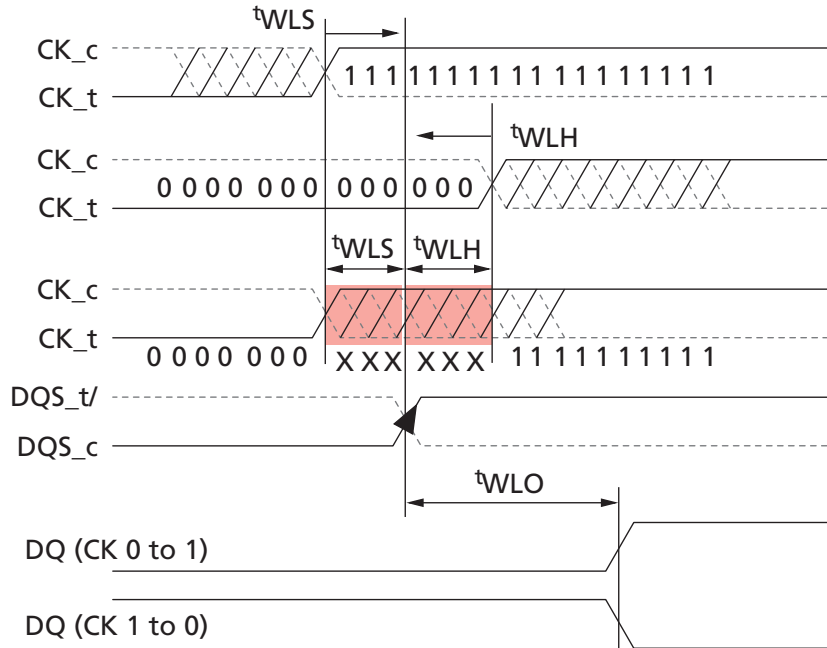 tWLS
CK_c
1 1 1 1 1 1 1 1 1 1 1 1 1 1 1 1
CK_t
CK_c
tWLH
0 0 0 0 0 0 0 0 0 0 0 0 0
CK_t
tWLS tWLH
CK_c
CK_t
0 0 0 0 0 0 0 X X X X X X 1 1 1 1 1 1 1 1 1
DQS_t/
DQS_c
tWLO
DQ (CK 0 to 1)
DQ (CK 1 to 0)